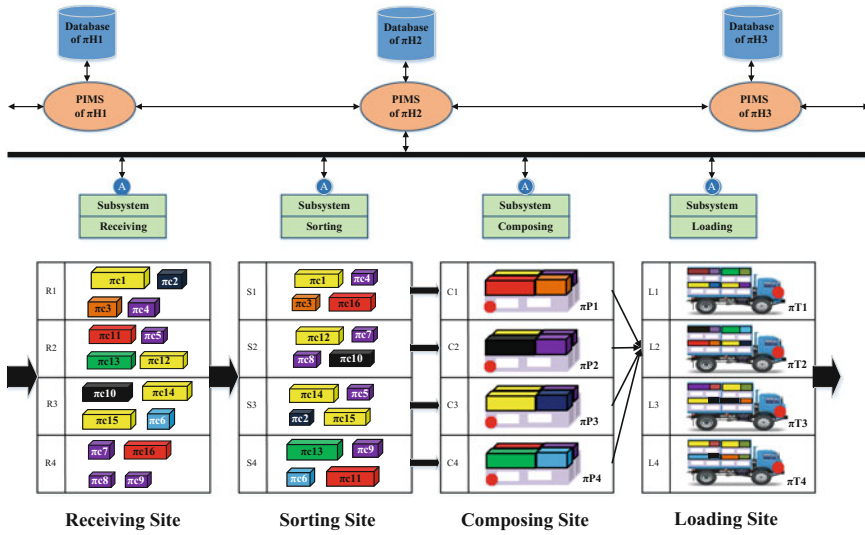 Database
of πH1
Database
of πH2
Database
of πH3
PIMS
of πH1
PIMS
of πH2
PIMS
of πH3
A
A
A
A
Subsystem
Receiving
Subsystem
Sorting
Subsystem
Composing
Subsystem
Loading
R1
πc1
πc2
πc3
πc4
R2
πc11
πc5
πc13
πc12
R3
πc10
πc14
πc15
πc6
R4
πc7
πc16
πc8
πc9
S1
πc1
πc4
πc3
πc16
S2
πc12
πc7
πc8
πc10
S3
πc14
πc5
πc2
πc15
S4
πc13
πc9
πc6
πc11
C1
πP1
C2
πP2
C3
πP3
C4
πP4
L1
πT1
L2
πT2
L3
πT3
L4
πT4
Receiving Site
Sorting Site
Composing Site
Loading Site